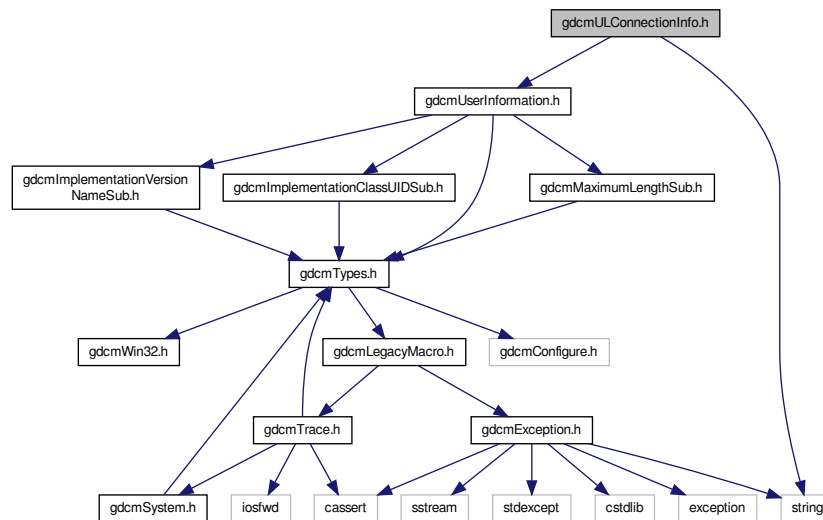 gdcmULConnectionInfo.h
gdcmUserInformation.h
gdcmImplementationVersion
NameSub.h
gdcmImplementationClassUIDSub.h
gdcmMaximumLengthSub.h
gdcmTypes.h
gdcmWin32.h
gdcmLegacyMacro.h
gdcmConfigure.h
gdcmTrace.h
gdcmException.h
gdcmSystem.h
iosfwd
cassert
sstream
stdexcept
cstdlib
exception
string